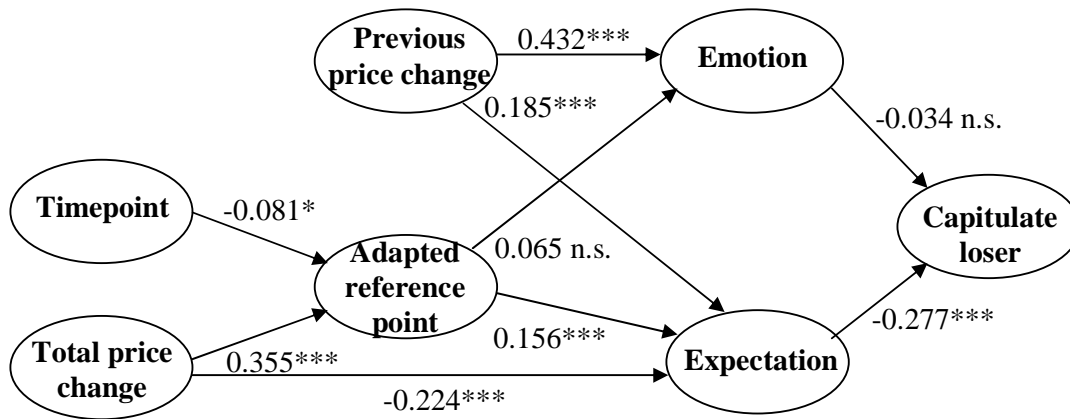 Previous
price change
0.432***
Emotion
0.185***
-0.034 n.s.
Timepoint
-0.081*
Capitulate
loser
Adapted
reference
point
0.065 n.s.
0.156***
-0.277***
Total price
change
0.355***
Expectation
-0.224***